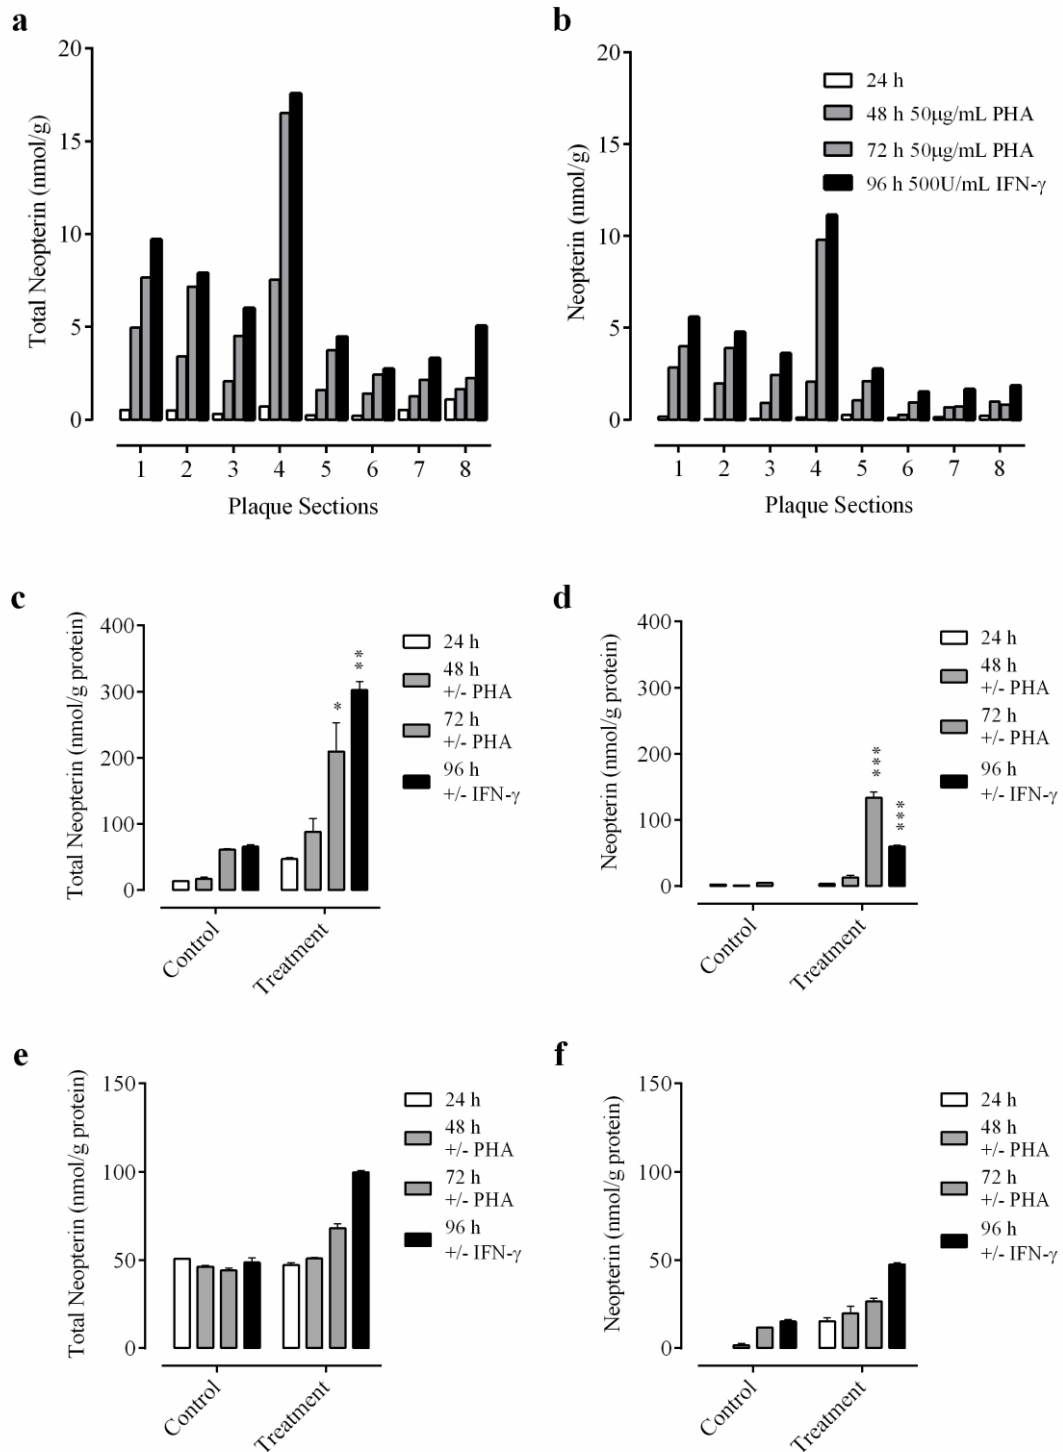 a
Total Neopterin (nmol/g)
20
15
10
5
0
1 2 3 4 5 6 7 8
Plaque Sections
b
Neopterin (nmol/g)
20
15
10
5
0
24 h
48 h 50μg/mL PHA
72 h 50μg/mL PHA
96 h 500U/mL IFN-γ
1 2 3 4 5 6 7 8
Plaque Sections
c
Total Neopterin (nmol/g protein)
400
300
200
100
0
*
**
24 h
48 h
+/- PHA
72 h
+/- PHA
96 h
+/- IFN-γ
Control
Treatment
d
Neopterin (nmol/g protein)
400
300
200
100
0
***
***
24 h
48 h
+/- PHA
72 h
+/- PHA
96 h
+/- IFN-γ
Control
Treatment
e
Total Neopterin (nmol/g protein)
150
100
50
0
24 h
48 h
+/- PHA
72 h
+/- PHA
96 h
+/- IFN-γ
Control
Treatment
f
Neopterin (nmol/g protein)
150
100
50
0
24 h
48 h
+/- PHA
72 h
+/- PHA
96 h
+/- IFN-γ
Control
Treatment